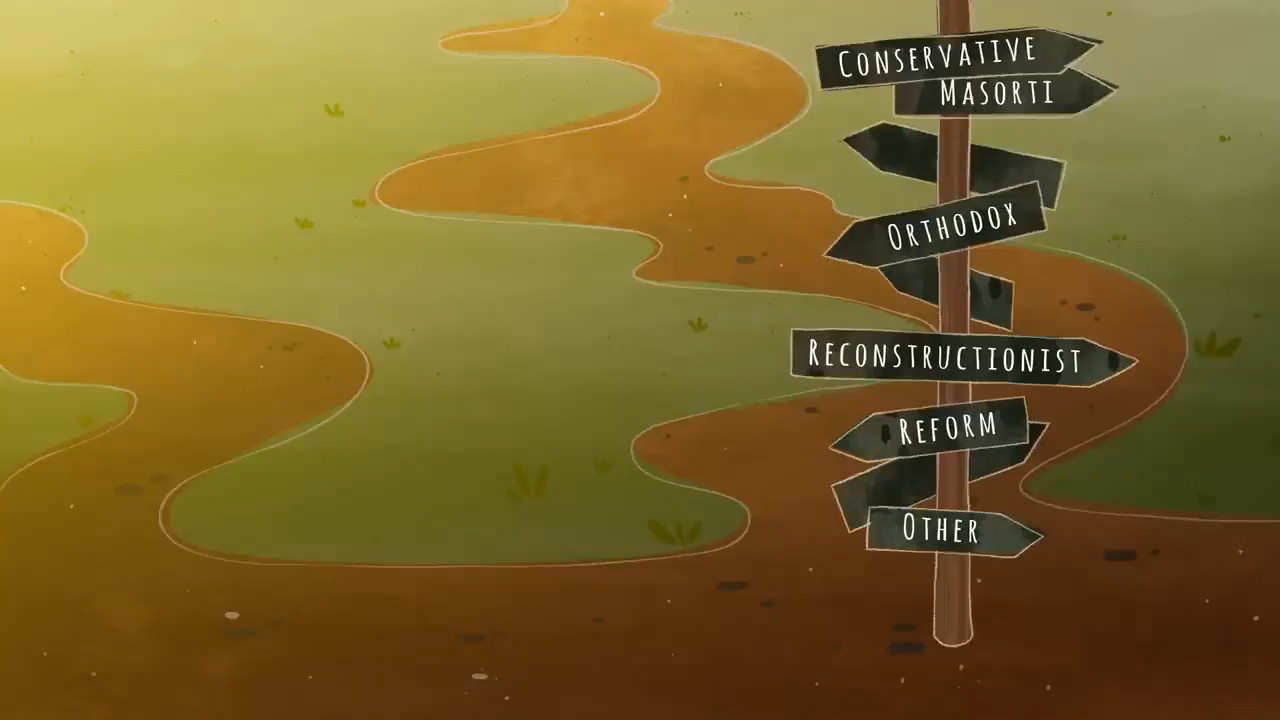 CONSERVATIVE
MASORTI
ORTHODOX
RECONSTRUCTIONIST
REFORM
OTHER